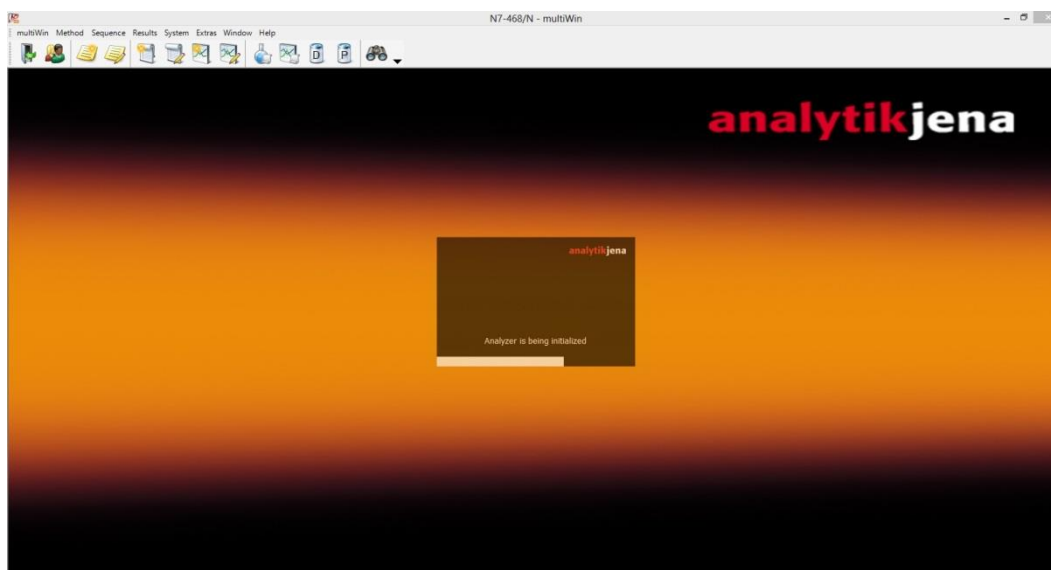 N7-468/N - multiWin
multiWin Method Sequence Results System Extras Window Help
D P
analytikjena
analytikjena
Analyzer is being initialized